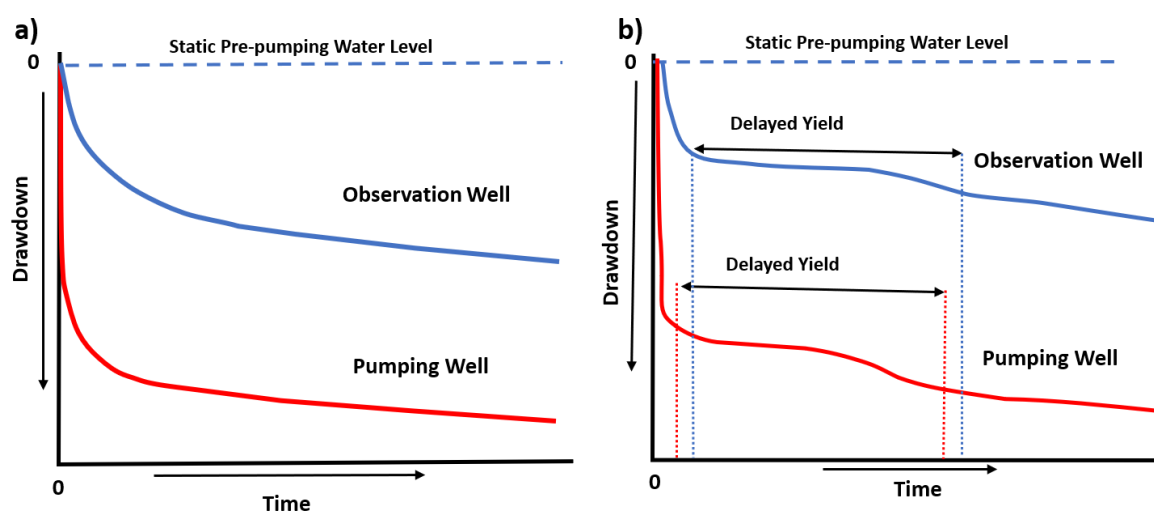 a)
Static Pre-pumping Water Level
0
Drawdown
Observation Well
Pumping Well
0
Time
b)
Static Pre-pumping Water Level
0
Drawdown
Delayed Yield
Observation Well
Delayed Yield
Pumping Well
0
Time